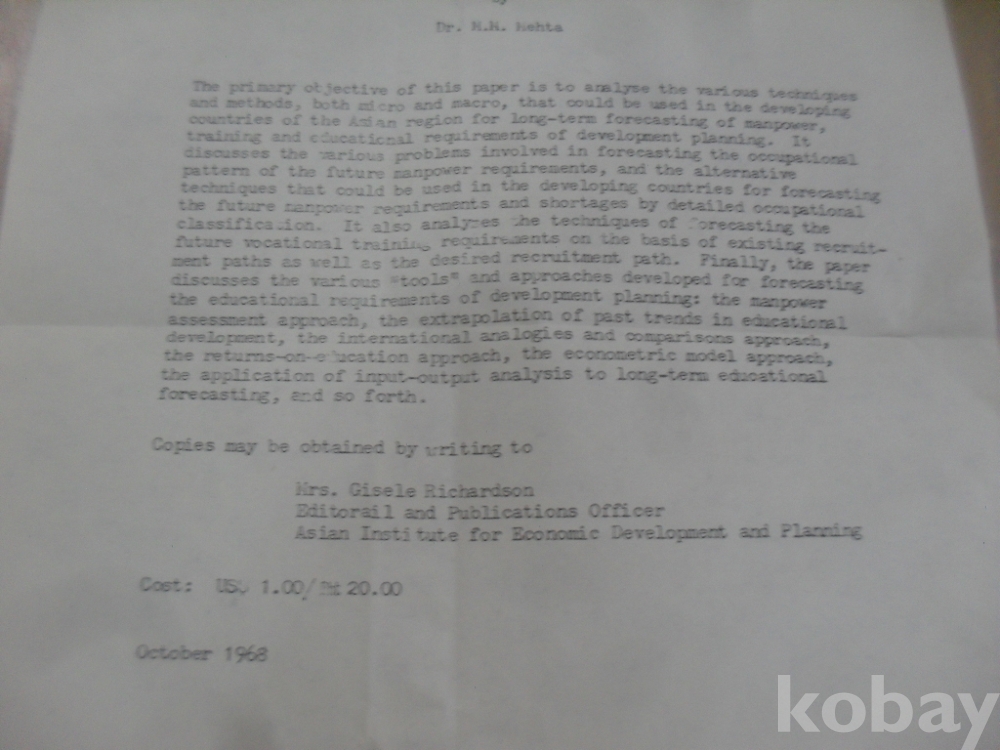 by
Dr. M.M. Mehta
The primary objective of this paper is to analyse the various techniques
and methods, both micro and macro, that could be used in the developing
countries of the Asian region for long-term forecasting of manpower,
training and educational requirements of development planning. It
discusses the various problems involved in forecasting the occupational
pattern of the future manpower requirements, and the alternative
techniques that could be used in the developing countries for forecasting
the future manpower requirements and shortages by detailed occupational
classification. It also analyzes the techniques of forecasting the
future vocational training requirements on the basis of existing recruit-
ment paths as well as the desired recruitment path. Finally, the paper
discusses the various "tools" and approaches developed for forecasting
the educational requirements of development planning: the manpower
assessment approach, the extrapolation of past trends in educational
development, the international analogies and comparisons approach,
the returns-on-education approach, the econometric model approach,
the application of input-output analysis to long-term educational
forecasting, and so forth.
Copies may be obtained by writing to
Mrs. Gisele Richardson
Editorail and Publications Officer
Asian Institute for Economic Development and Planning
Cost: US$ 1.00/ 20.00
October 1968
kobay